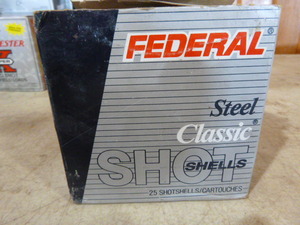 FEDERAL®
Steel
Classic®
SHOT
SHELLS
25 SHOTSHELLS/CARTOUCHES